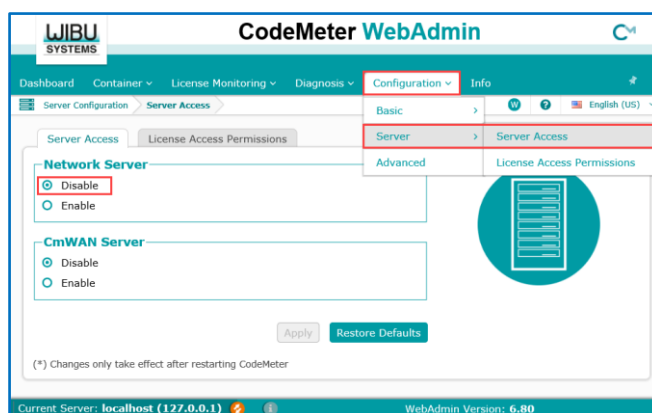 WIBU
SYSTEMS
CodeMeter WebAdmin
CM
Dashboard Container License Monitoring Diagnosis Configuration Info
Server Configuration Server Access
W ? English (US)
Basic
Server
Advanced
Server Access
License Access Permissions
Server Access License Access Permissions
Network Server
Disable
Enable
CmWAN Server
Disable
Enable
Apply Restore Defaults
(*) Changes only take effect after restarting CodeMeter
Current Server: localhost (127.0.0.1) WebAdmin Version: 6.80